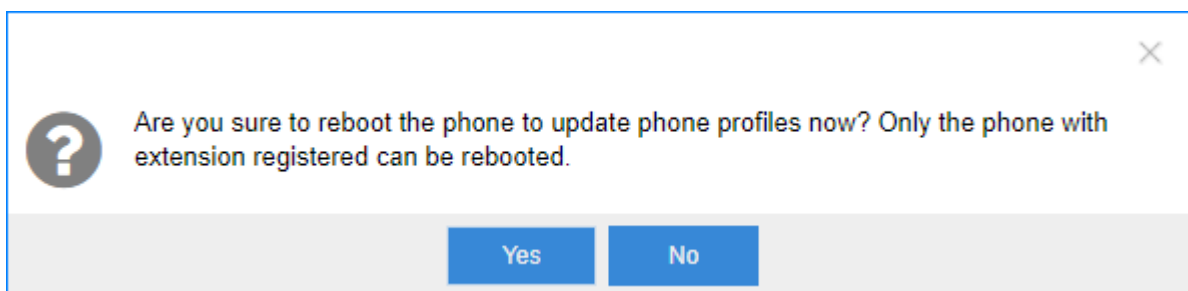 Are you sure to reboot the phone to update phone profiles now? Only the phone with
extension registered can be rebooted.
Yes
No